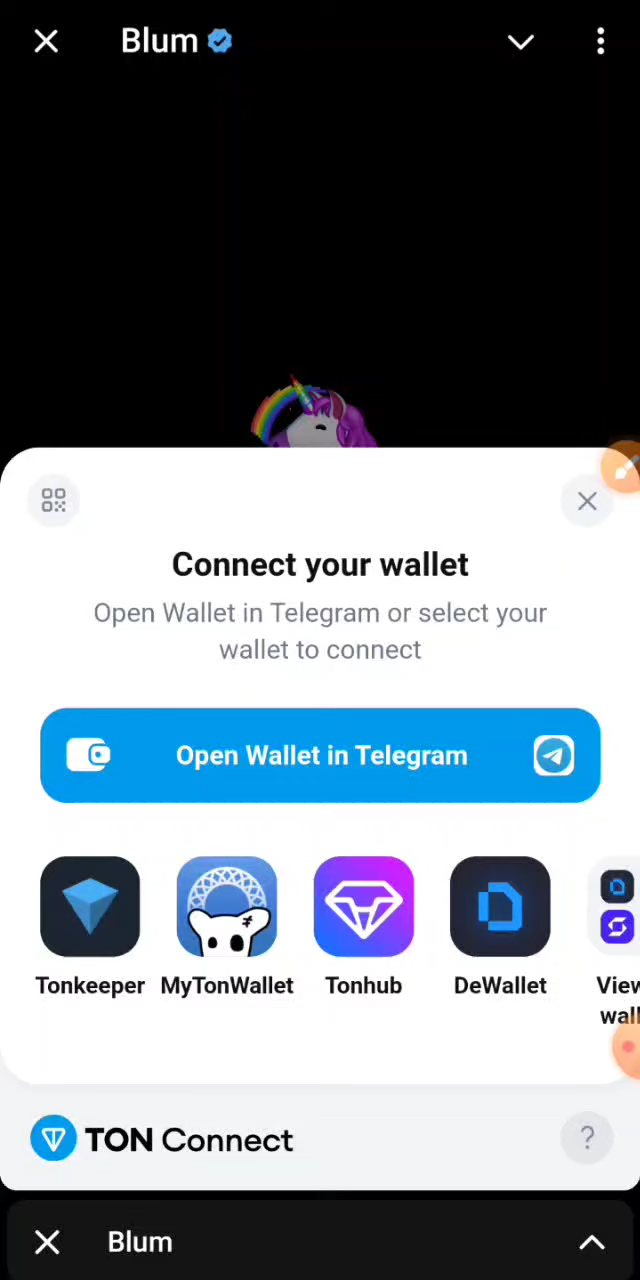 Blum
Connect your wallet
Open Wallet in Telegram or select your
wallet to connect
Open Wallet in Telegram
Tonkeeper
MyTonWallet
Tonhub
DeWallet
View
TON Connect
?
Blum